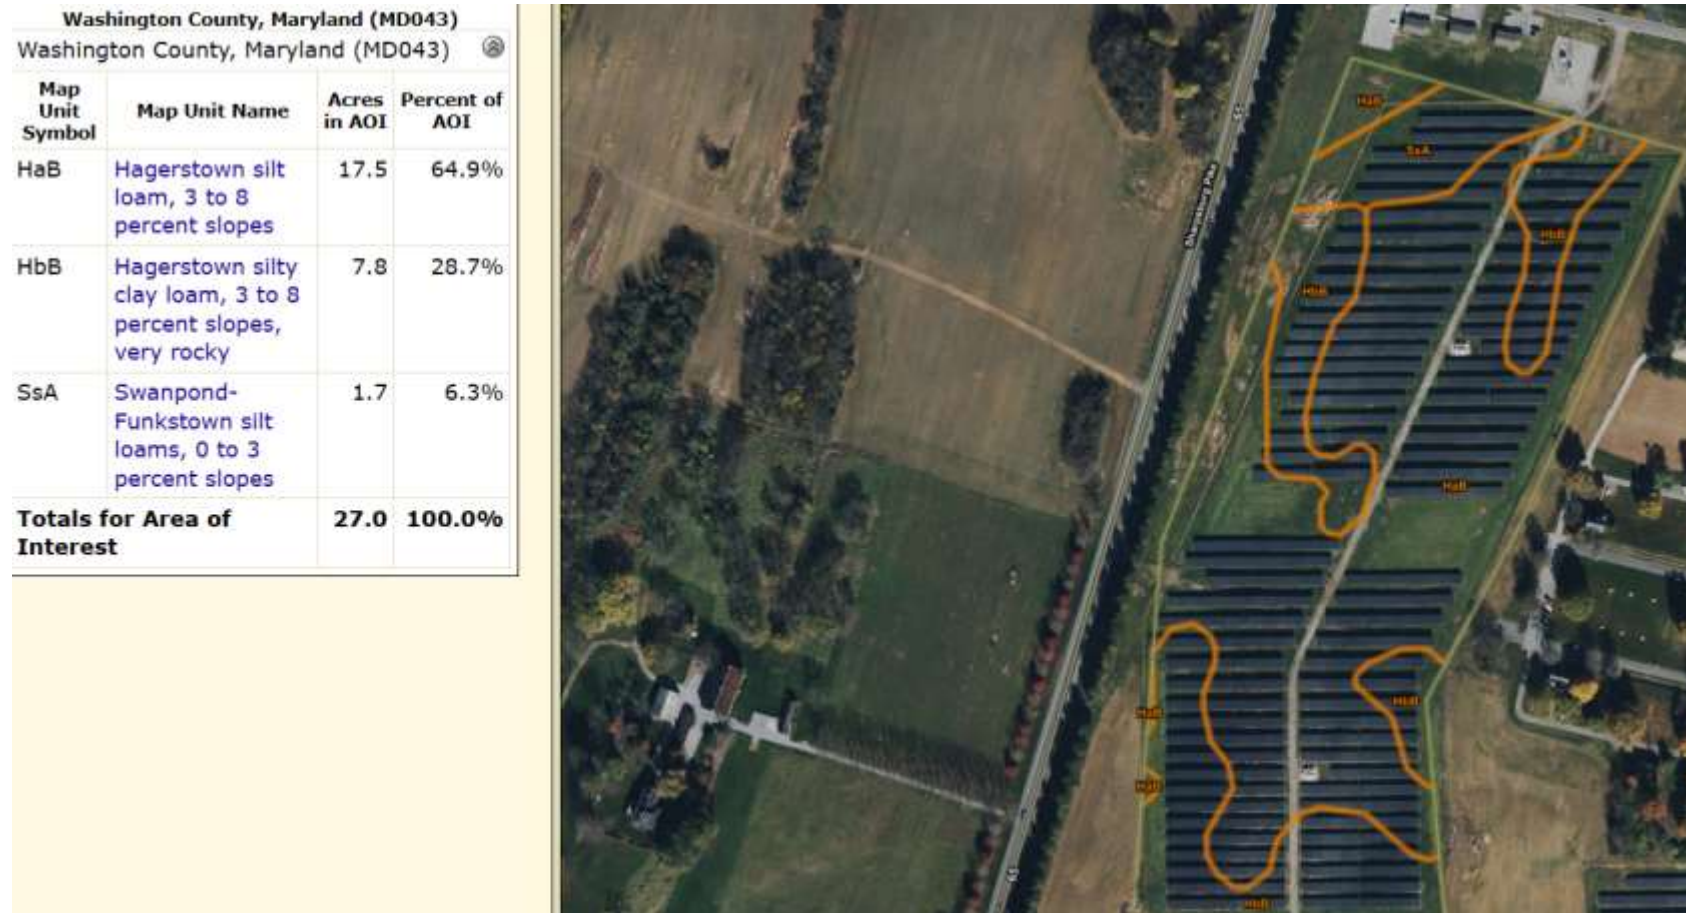 Washington County, Maryland (MD043)
Washington County, Maryland (MD043)
Map Unit Symbol
Map Unit Name
Acres in AOI
Percent of AOI
HaB
Hagerstown silt
loam, 3 to 8
percent slopes
17.5
64.9%
HbB
Hagerstown silty
clay loam, 3 to 8
percent slopes,
very rocky
7.8
28.7%
SsA
Swanpond-
Funkstown silt
loams, 0 to 3
percent slopes
1.7
6.3%
Totals for Area of
Interest
27.0
100.0%
HaB
SsA
HbB
HbB
Sharpsburg Pike
65
HaB
HbB
HaB
HaB
65
HbB